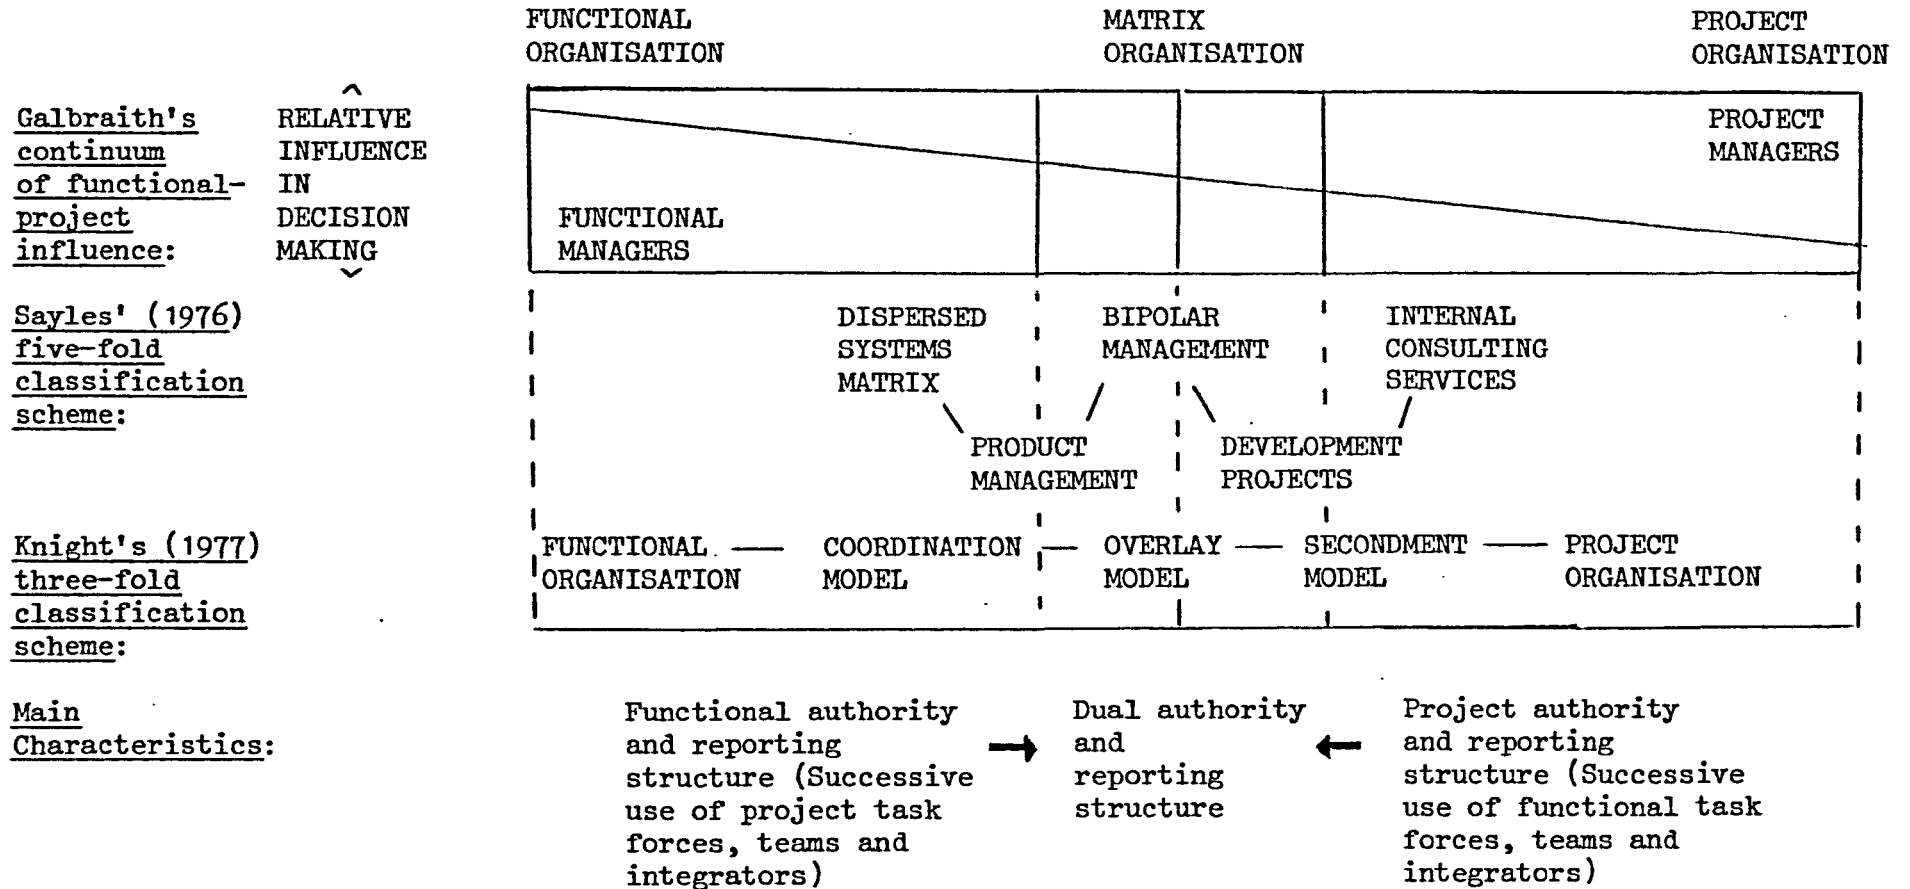 FUNCTIONAL
ORGANISATION
MATRIX
ORGANISATION
PROJECT
ORGANISATION
Galbraith's
continuum
of functional-
project
influence:
RELATIVE
INFLUENCE
IN
DECISION
MAKING
FUNCTIONAL
MANAGERS
PROJECT
MANAGERS
Sayles' (1976)
five-fold
classification
scheme:
DISPERSED
SYSTEMS
MATRIX
BIPOLAR
MANAGEMENT
INTERNAL
CONSULTING
SERVICES
PRODUCT
MANAGEMENT
DEVELOPMENT
PROJECTS
Knight's (1977)
three-fold
classification
scheme:
FUNCTIONAL
ORGANISATION
COORDINATION
MODEL
OVERLAY
MODEL
SECONDMENT
MODEL
PROJECT
ORGANISATION
Main
Characteristics:
Functional authority
and reporting
structure (Successive
use of project task
forces, teams and
integrators)
Dual authority
and
reporting
structure
Project authority
and reporting
structure (Successive
use of functional task
forces, teams and
integrators)